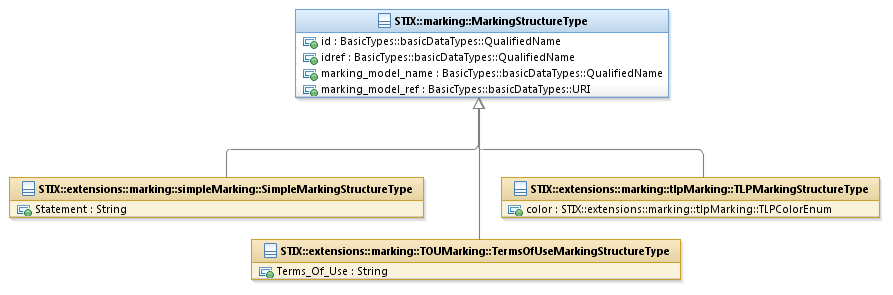 STIX::marking::MarkingStructureType
id : BasicTypes::basicDataTypes::QualifiedName
idref : BasicTypes::basicDataTypes::QualifiedName
marking_model_name : BasicTypes::basicDataTypes::QualifiedName
marking_model_ref : BasicTypes::basicDataTypes::URI
STIX::extensions::marking::simpleMarking::SimpleMarkingStructureType
Statement : String
STIX::extensions::marking::tlpMarking::TLPMarkingStructureType
color : STIX::extensions::marking::tlpMarking::TLPColorEnum
STIX::extensions::marking::TOUMarking::TermsOfUseMarkingStructureType
Terms_Of_Use : String